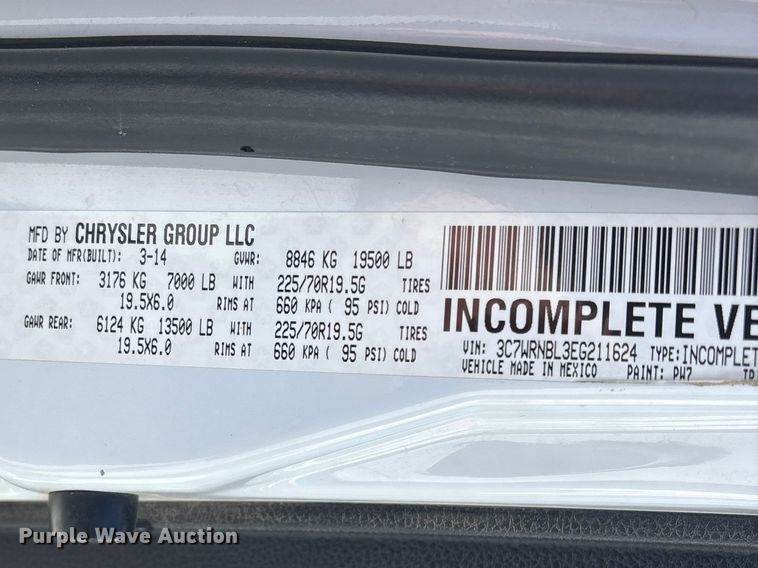 MFD BY CHRYSLER GROUP LLC
DATE OF MFR(BUILT): 3-14 GVWR: 8846 KG 19500 LB
GAWR FRONT: 3176 KG 7000 LB WITH 225/70R19.5G TIRES
19.5X6.0 RIMS AT 660 KPA ( 95 PSI) COLD
GAWR REAR: 6124 KG 13500 LB WITH 225/70R19.5G TIRES
19.5X6.0 RIMS AT 660 KPA ( 95 PSI) COLD
INCOMPLETE VE
VIN: 3C7WRNBL3EG211624 TYPE:INCOMPLET
VEHICLE MADE IN MEXICO PAINT: PW7
Purple Wave Auction